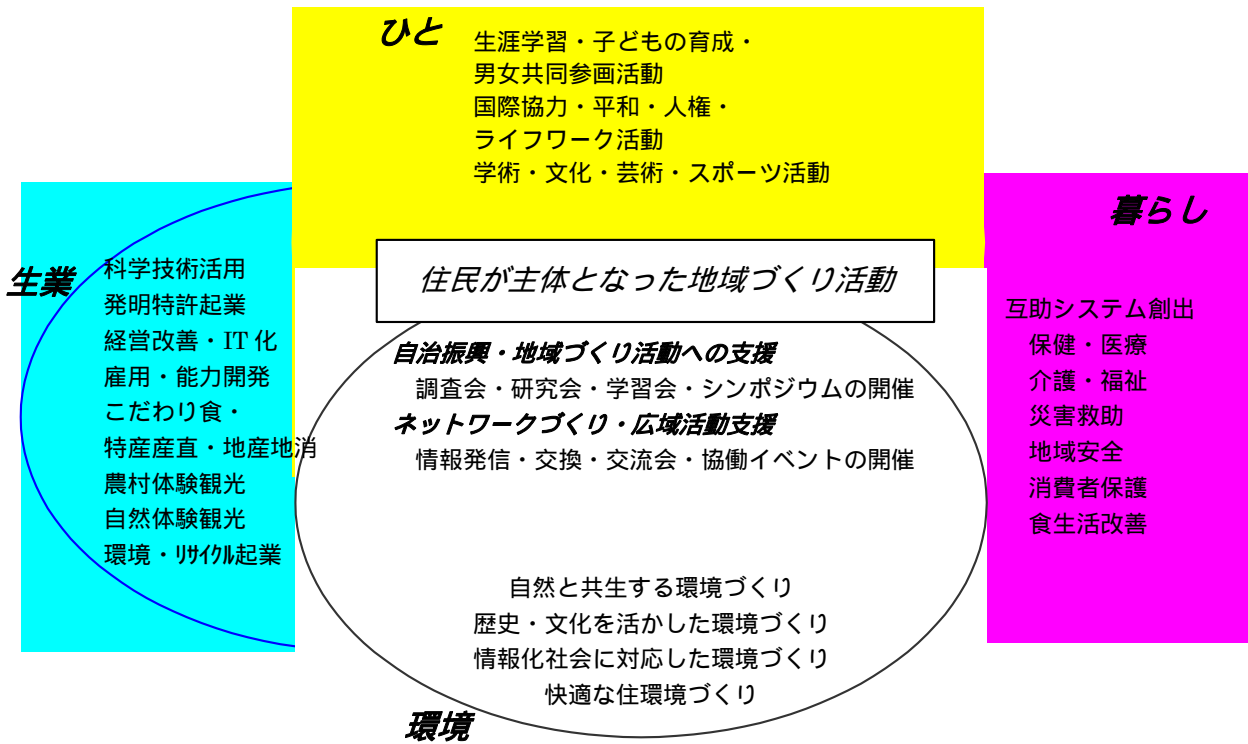 ひと
生涯学習・子どもの育成・
男女共同参画活動
国際協力・平和・人権・
ライフワーク活動
学術・文化・芸術・スポーツ活動
生業
科学技術活用
発明特許起業
経営改善・IT化
雇用・能力開発
こだわり食・
特産産直・地産地消
農村体験観光
自然体験観光
環境・ﾘｻｲｸﾙ起業
住民が主体となった地域づくり活動
自治振興・地域づくり活動への支援
調査会・研究会・学習会・シンポジウムの開催
ネットワークづくり・広域活動支援
情報発信・交換・交流会・協働イベントの開催
暮らし
互助システム創出
保健・医療
介護・福祉
災害救助
地域安全
消費者保護
食生活改善
自然と共生する環境づくり
歴史・文化を活かした環境づくり
情報化社会に対応した環境づくり
快適な住環境づくり
環境